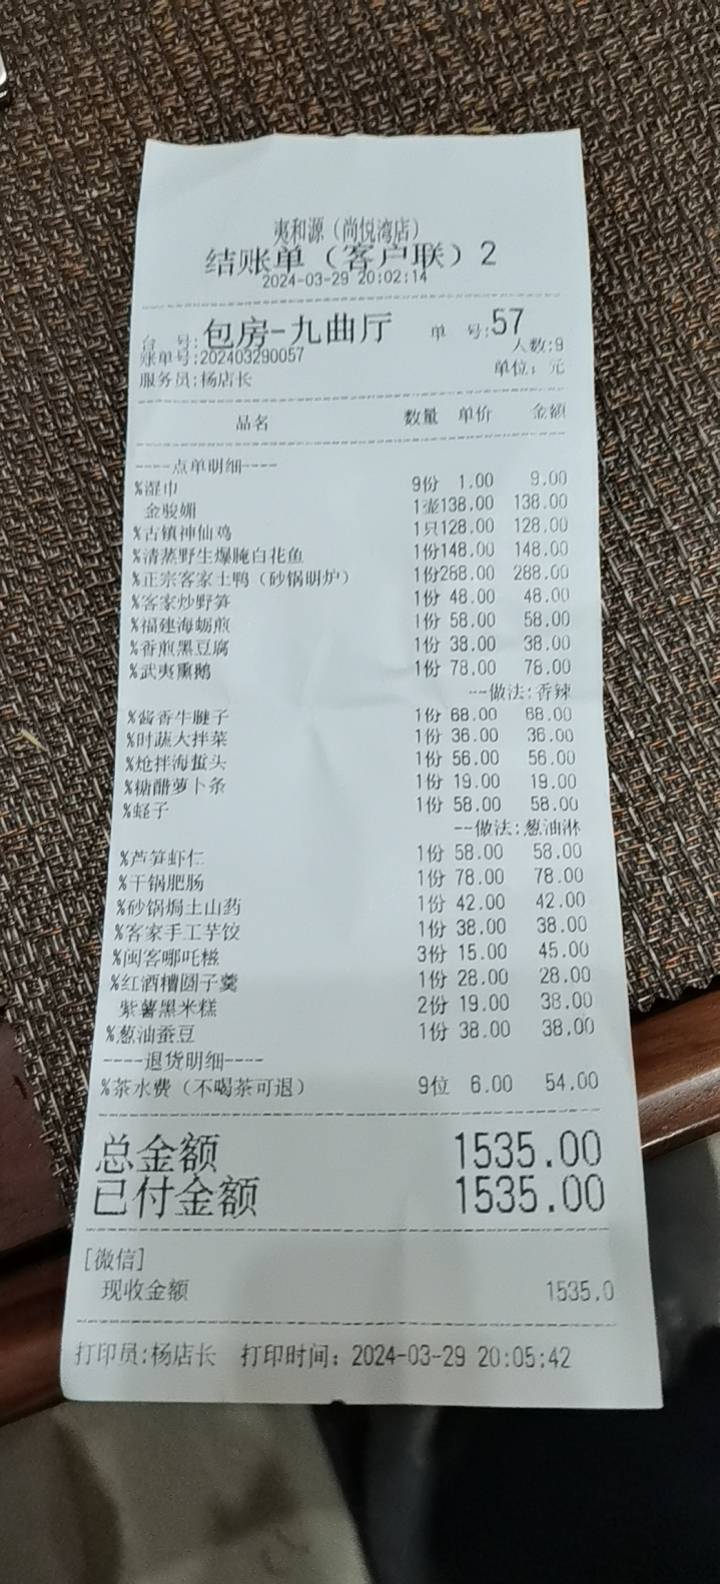 夷和源（尚悦湾店）
结账单（客户联）2
2024-03-29 20:02:14
台 号:包房-九曲厅 单 号:57
账单号:202403290057 人数:9
服务员:杨店长 单位：元
品名 数量 单价 金额
----点单明细----
%湿巾 9份 1.00 9.00
金骏媚 1壶138.00 138.00
%古镇神仙鸡 1只128.00 128.00
%清蒸野生爆腌白花鱼 1份148.00 148.00
%正宗客家土鸭（砂锅明炉） 1份288.00 288.00
%客家炒野笋 1份 48.00 48.00
%福建海蛎煎 1份 58.00 58.00
%香煎黑豆腐 1份 38.00 38.00
%武夷熏鹅 1份 78.00 78.00
--做法:香辣
%酱香牛腱子 1份 68.00 68.00
%时蔬大拌菜 1份 36.00 36.00
%炝拌海蜇头 1份 56.00 56.00
%糖醋萝卜条 1份 19.00 19.00
%蛏子 1份 58.00 58.00
--做法:葱油淋
%芦笋虾仁 1份 58.00 58.00
%干锅肥肠 1份 78.00 78.00
%砂锅焗土山药 1份 42.00 42.00
%客家手工芋饺 1份 38.00 38.00
%闽客哪吒糍 3份 15.00 45.00
%红酒糟圆子羹 1份 28.00 28.00
紫薯黑米糕 2份 19.00 38.00
%葱油蚕豆 1份 38.00 38.00
----退货明细----
%茶水费（不喝茶可退） 9位 6.00 54.00
总金额 1535.00
已付金额 1535.00
[微信]
现收金额 1535.0
打印员:杨店长 打印时间：2024-03-29 20:05:42